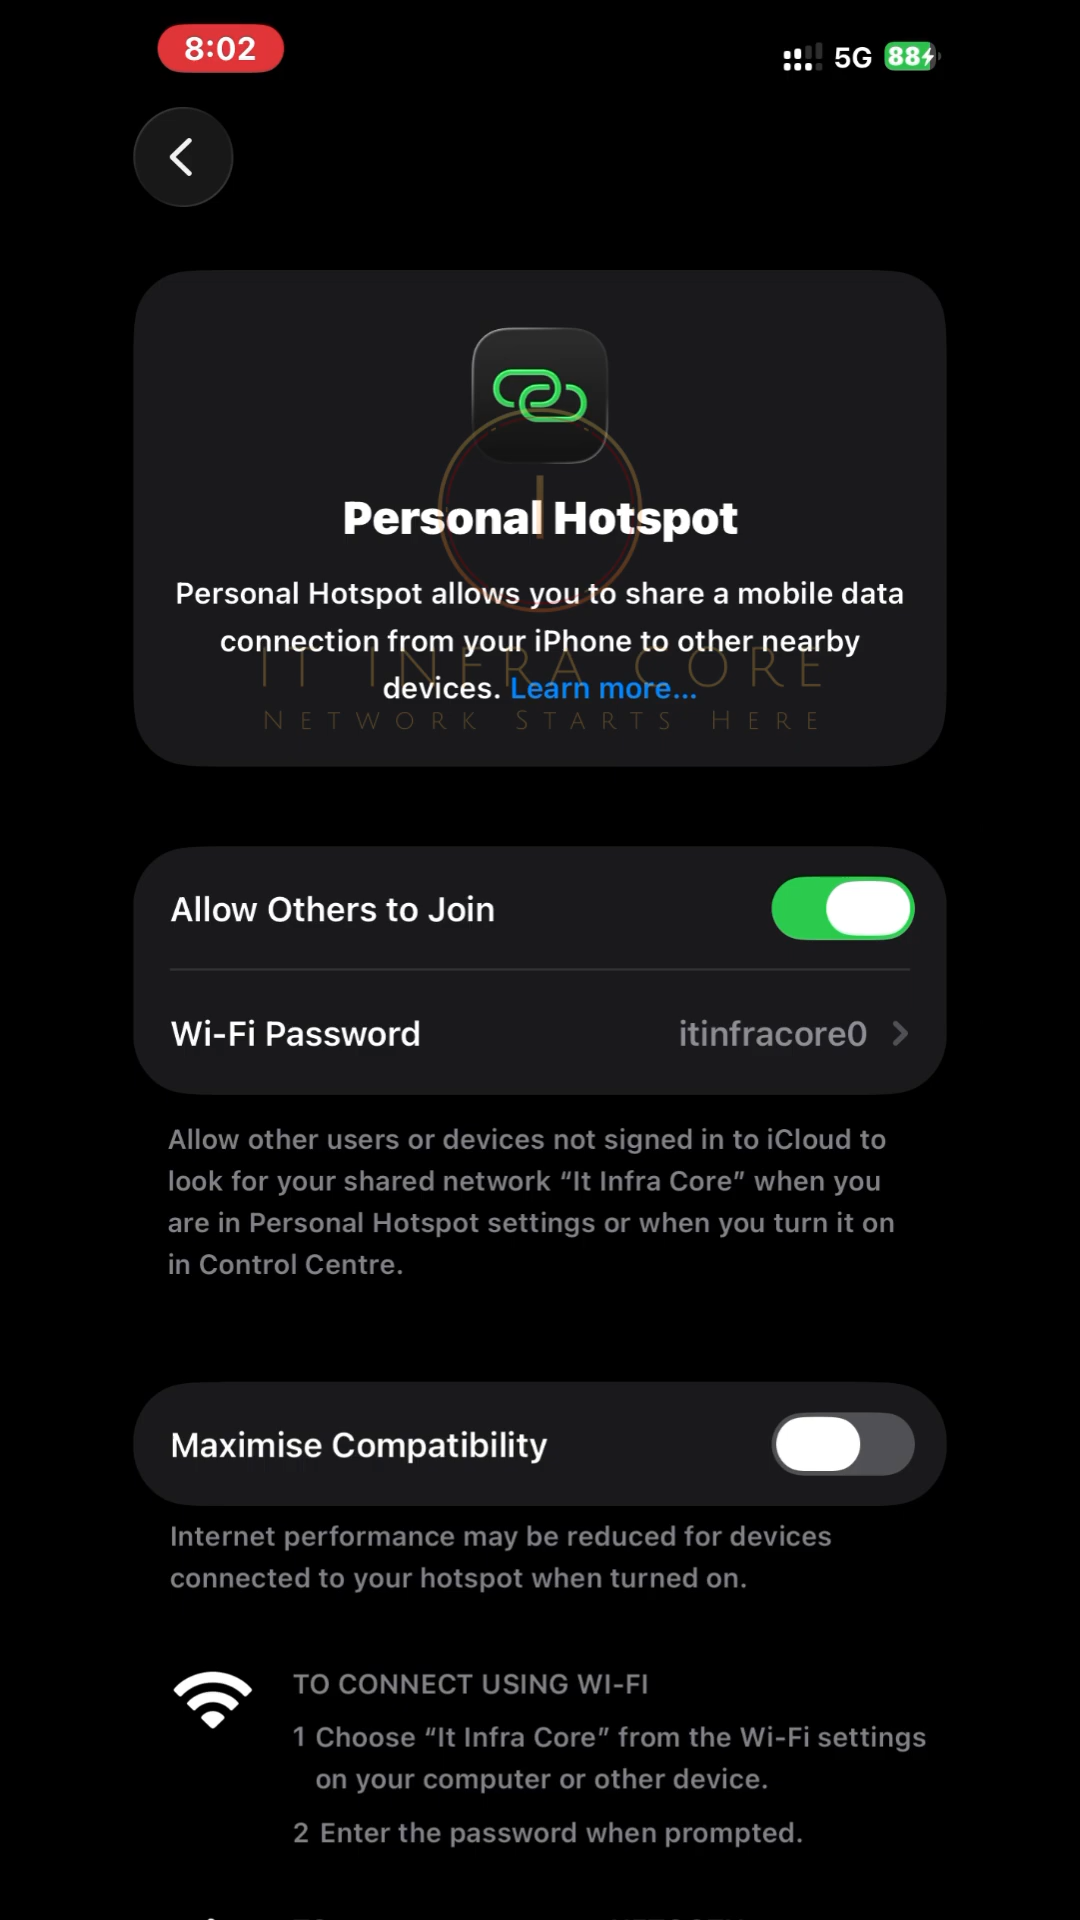 8:02
5G 88
Personal Hotspot
Personal Hotspot allows you to share a mobile data
connection from your iPhone to other nearby
devices. Learn more...
IT INFRA CORE
NETWORK STARTS HERE
Allow Others to Join
Wi-Fi Password itinfracore0
Allow other users or devices not signed in to iCloud to
look for your shared network “It Infra Core” when you
are in Personal Hotspot settings or when you turn it on
in Control Centre.
Maximise Compatibility
Internet performance may be reduced for devices
connected to your hotspot when turned on.
TO CONNECT USING WI-FI
1 Choose “It Infra Core” from the Wi-Fi settings
on your computer or other device.
2 Enter the password when prompted.